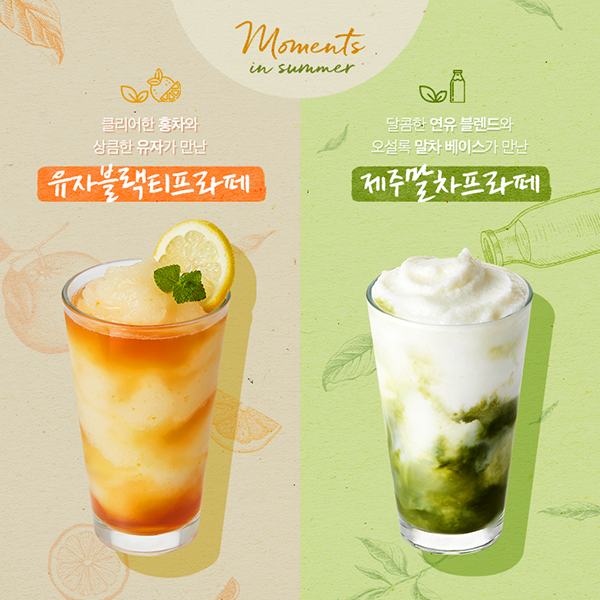 Moments
in summer
클리어한 홍차와
상큼한 유자가 만난
유자블랙티프라페
달콤한 연유 블렌드와
오설록 말차 베이스가 만난
제주말차프라페